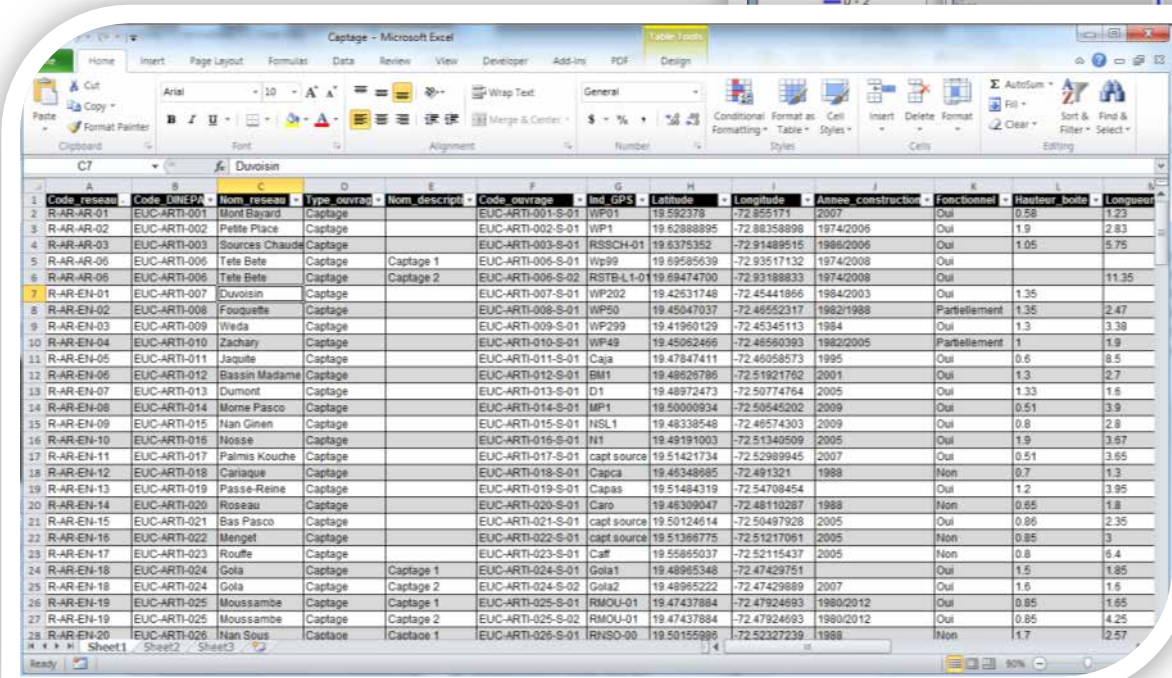 Captage - Microsoft Excel
Table Tools
Home Insert Page Layout Formulas Data Review View Developer Add-Ins PDF Design
Cut
Copy
Format Painter
Paste
Clipboard
Arial 10
Font
Wrap Text
Merge & Center
Alignment
General
Number
Conditional Formatting Format as Table Cell Styles
Styles
Insert Delete Format
Cells
AutoSum
Fill
Clear
Sort & Filter Find & Select
Editing
C7 fx Duvoisin
A B C D E F G H I J K L
1 Code_reseau Code_DINEPA Nom_reseau Type_ouvrag Nom_descripti Code_ouvrage Ind_GPS Latitude Longitude Annee_construction Fonctionnel Hauteur_boite Longueur
2 R-AR-AR-01 EUC-ARTI-001 Mont Bayard Captage EUC-ARTI-001-S-01 WP01 19.592378 -72.855171 2007 Oui 0.58 1.23
3 R-AR-AR-02 EUC-ARTI-002 Petite Place Captage EUC-ARTI-002-S-01 WP1 19.62888895 -72.88358898 1974/2006 Oui 1.9 2.83
4 R-AR-AR-03 EUC-ARTI-003 Sources Chaude Captage EUC-ARTI-003-S-01 RSSCH-01 19.6375352 -72.91489515 1986/2006 Oui 1.05 5.75
5 R-AR-AR-06 EUC-ARTI-006 Tete Bete Captage Captage 1 EUC-ARTI-006-S-01 Wp99 19.69585639 -72.93517132 1974/2008 Oui
6 R-AR-AR-06 EUC-ARTI-006 Tete Bete Captage Captage 2 EUC-ARTI-006-S-02 RSTB-L1-01 19.69474700 -72.93188833 1974/2008 Oui 11.35
7 R-AR-EN-01 EUC-ARTI-007 Duvoisin Captage EUC-ARTI-007-S-01 WP202 19.42631748 -72.45441866 1984/2003 Oui 1.35
8 R-AR-EN-02 EUC-ARTI-008 Fouquette Captage EUC-ARTI-008-S-01 WP50 19.45047037 -72.46552317 1982/1988 Partiellement 1.35 2.47
9 R-AR-EN-03 EUC-ARTI-009 Weda Captage EUC-ARTI-009-S-01 WP299 19.41960129 -72.45345113 1984 Oui 1.3 3.38
10 R-AR-EN-04 EUC-ARTI-010 Zachary Captage EUC-ARTI-010-S-01 WP49 19.45062466 -72.46560393 1982/2005 Partiellement 1 1.9
11 R-AR-EN-05 EUC-ARTI-011 Jaquite Captage EUC-ARTI-011-S-01 Caja 19.47847411 -72.46058573 1995 Oui 0.6 8.5
12 R-AR-EN-06 EUC-ARTI-012 Bassin Madame Captage EUC-ARTI-012-S-01 BM1 19.48626786 -72.51921762 2001 Oui 1.3 2.7
13 R-AR-EN-07 EUC-ARTI-013 Dumont Captage EUC-ARTI-013-S-01 D1 19.48972473 -72.50774764 2005 Oui 1.33 1.6
14 R-AR-EN-08 EUC-ARTI-014 Morne Pasco Captage EUC-ARTI-014-S-01 MP1 19.50000934 -72.50545202 2009 Oui 0.51 3.9
15 R-AR-EN-09 EUC-ARTI-015 Nan Ginen Captage EUC-ARTI-015-S-01 NSL1 19.48338548 -72.46574303 2009 Oui 0.8 2.8
16 R-AR-EN-10 EUC-ARTI-016 Nosse Captage EUC-ARTI-016-S-01 N1 19.49191003 -72.51340509 2005 Oui 1.9 3.67
17 R-AR-EN-11 EUC-ARTI-017 Palmis Kouche Captage EUC-ARTI-017-S-01 capt source 19.51421734 -72.52989945 2007 Oui 0.51 3.65
18 R-AR-EN-12 EUC-ARTI-018 Cariaque Captage EUC-ARTI-018-S-01 Capca 19.46348685 -72.491321 1988 Non 0.7 1.3
19 R-AR-EN-13 EUC-ARTI-019 Passe-Reine Captage EUC-ARTI-019-S-01 Capas 19.51484319 -72.54708454 Oui 1.2 3.95
20 R-AR-EN-14 EUC-ARTI-020 Roseau Captage EUC-ARTI-020-S-01 Caro 19.46309047 -72.48110287 1988 Non 0.65 1.8
21 R-AR-EN-15 EUC-ARTI-021 Bas Pasco Captage EUC-ARTI-021-S-01 capt source 19.50124614 -72.50497928 2005 Oui 0.86 2.35
22 R-AR-EN-16 EUC-ARTI-022 Menget Captage EUC-ARTI-022-S-01 capt source 19.51366775 -72.51217061 2005 Non 0.85 3
23 R-AR-EN-17 EUC-ARTI-023 Rouffe Captage EUC-ARTI-023-S-01 Caff 19.55865037 -72.52115437 2005 Non 0.8 6.4
24 R-AR-EN-18 EUC-ARTI-024 Gola Captage Captage 1 EUC-ARTI-024-S-01 Gola1 19.48965348 -72.47429751 Oui 1.5 1.85
25 R-AR-EN-18 EUC-ARTI-024 Gola Captage Captage 2 EUC-ARTI-024-S-02 Gola2 19.48965222 -72.47429889 2007 Oui 1.6 1.6
26 R-AR-EN-19 EUC-ARTI-025 Moussambe Captage Captage 1 EUC-ARTI-025-S-01 RMOU-01 19.47437884 -72.47924693 1980/2012 Oui 0.85 1.65
27 R-AR-EN-19 EUC-ARTI-025 Moussambe Captage Captage 2 EUC-ARTI-025-S-02 RMOU-01 19.47437884 -72.47924693 1980/2012 Oui 0.85 4.25
28 R-AR-EN-20 EUC-ARTI-026 Nan Sous Captage Captage 1 EUC-ARTI-026-S-01 RNSO-00 19.50155986 -72.52327239 1988 Non 1.7 2.57
Sheet1 Sheet2 Sheet3
Ready 90%